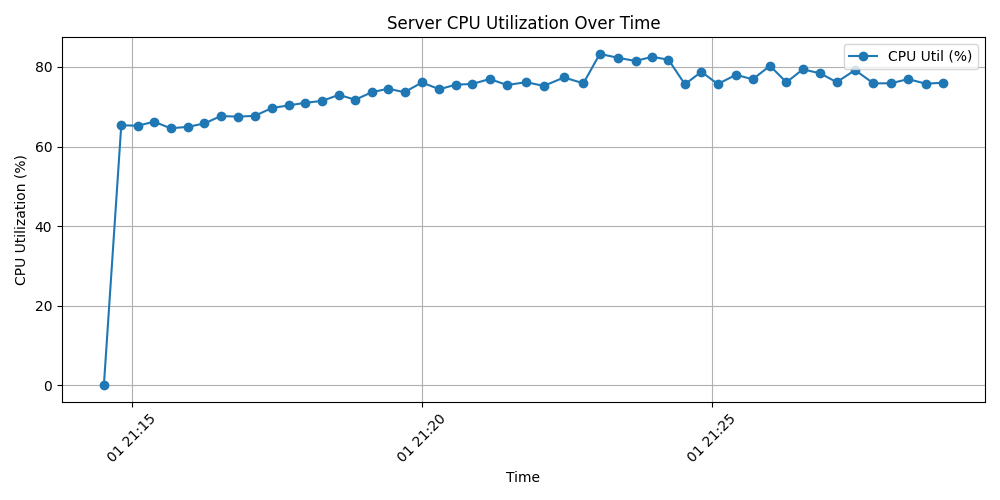 Server CPU Utilization Over Time
CPU Util (%)
CPU Utilization (%)
80
60
40
20
0
01 21:15
01 21:20
01 21:25
Time